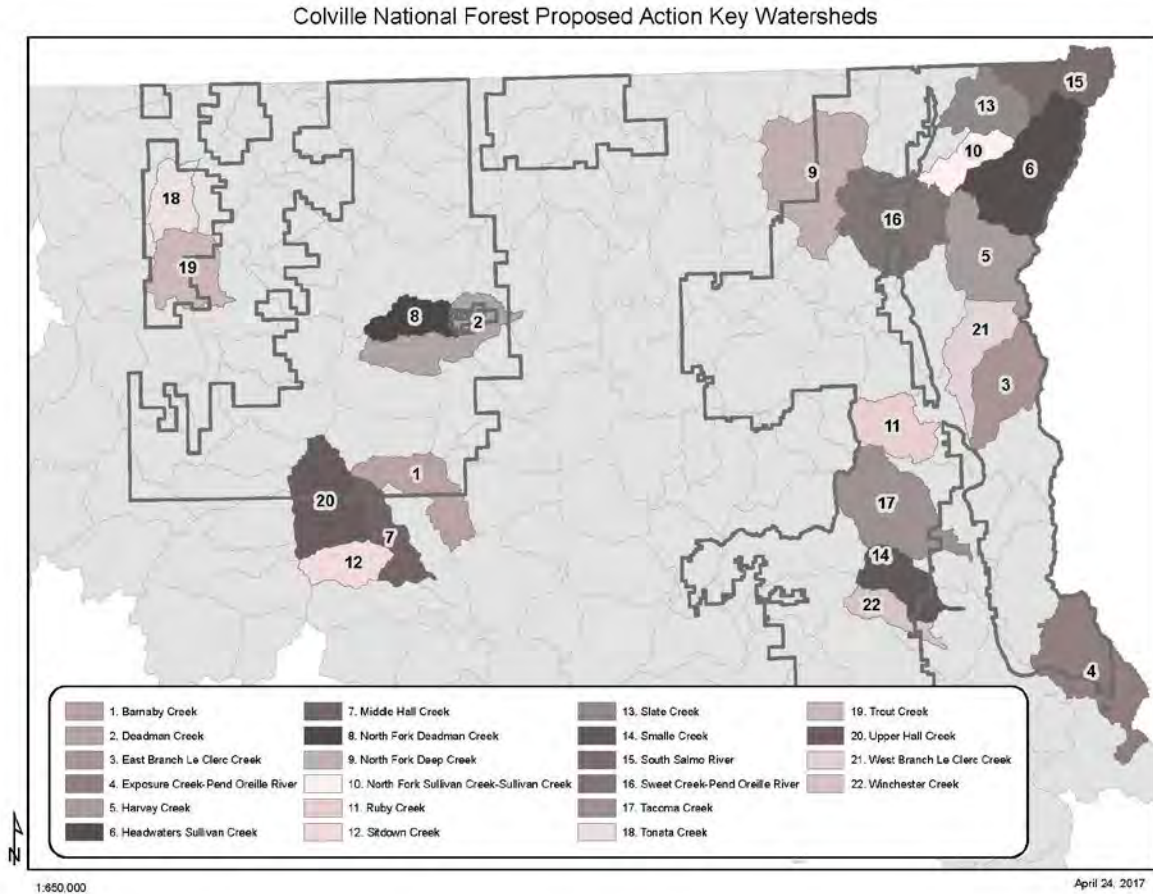 Colville National Forest Proposed Action Key Watersheds
15
13
10
6
9
18
16
5
19
8
2
21
3
11
1
20
17
7
12
14
22
4
1. Barnaby Creek
2. Deadman Creek
3. East Branch Le Clerc Creek
4. Exposure Creek-Pend Oreille River
5. Harvey Creek
6. Headwaters Sullivan Creek
7. Middle Hall Creek
8. North Fork Deadman Creek
9. North Fork Deep Creek
10. North Fork Sullivan Creek-Sullivan Creek
11. Ruby Creek
12. Sitdown Creek
13. Slate Creek
14. Smalle Creek
15. South Salmo River
16. Sweet Creek-Pend Oreille River
17. Tacoma Creek
18. Tonata Creek
19. Trout Creek
20. Upper Hall Creek
21. West Branch Le Clerc Creek
22. Winchester Creek
N
1:650,000
April 24, 2017